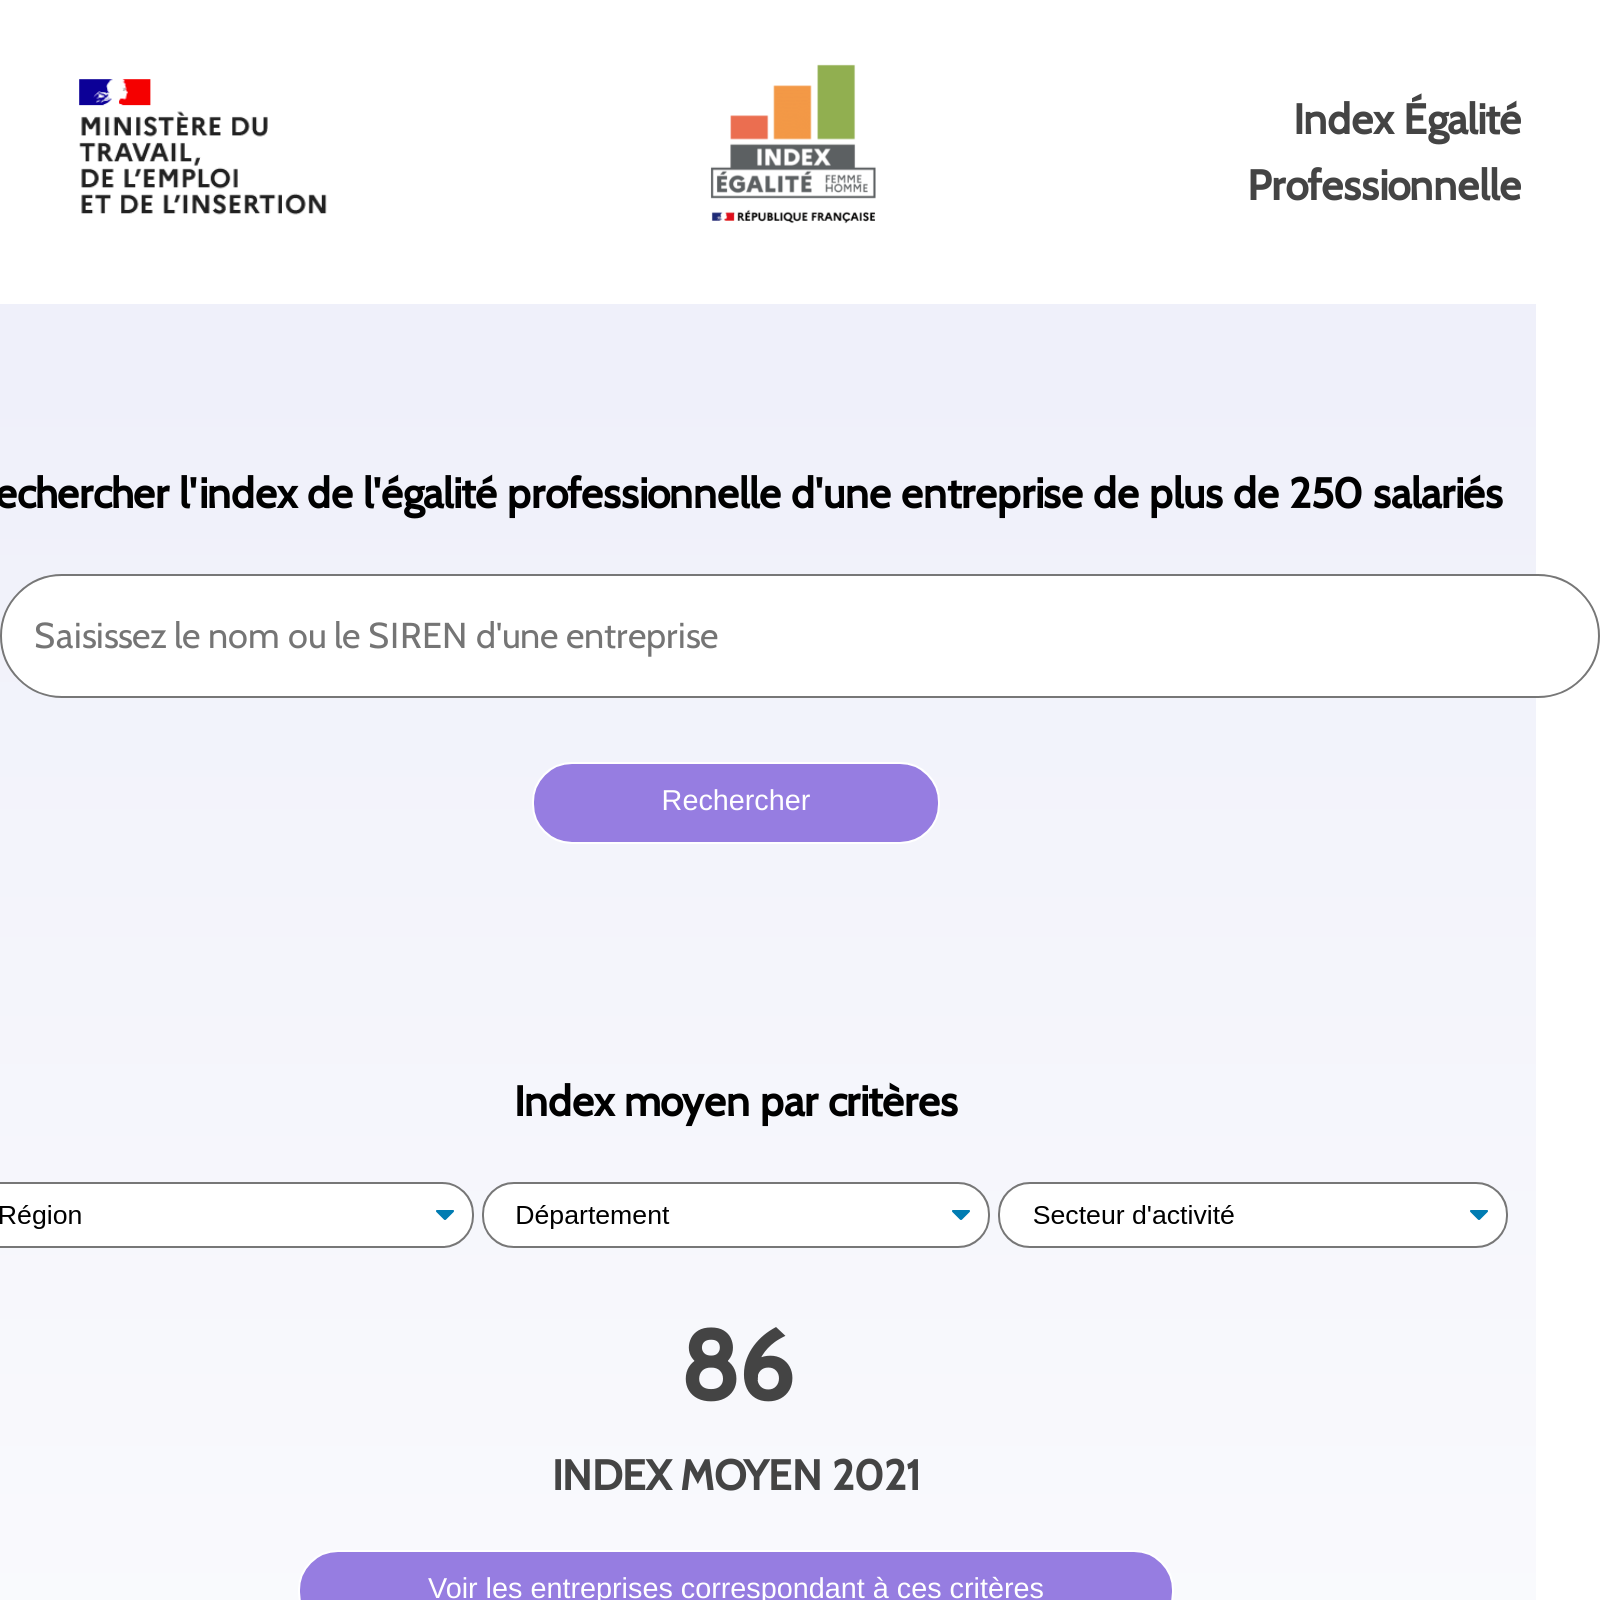 MINISTÈRE DU
TRAVAIL,
DE L'EMPLOI
ET DE L'INSERTION
INDEX
ÉGALITÉ FEMME HOMME
RÉPUBLIQUE FRANÇAISE
Index Égalité
Professionnelle
echercher l'index de l'égalité professionnelle d'une entreprise de plus de 250 salariés
Saisissez le nom ou le SIREN d'une entreprise
Rechercher
Index moyen par critères
Région
Département
Secteur d'activité
86
INDEX MOYEN 2021
Voir les entreprises correspondant à ces critères